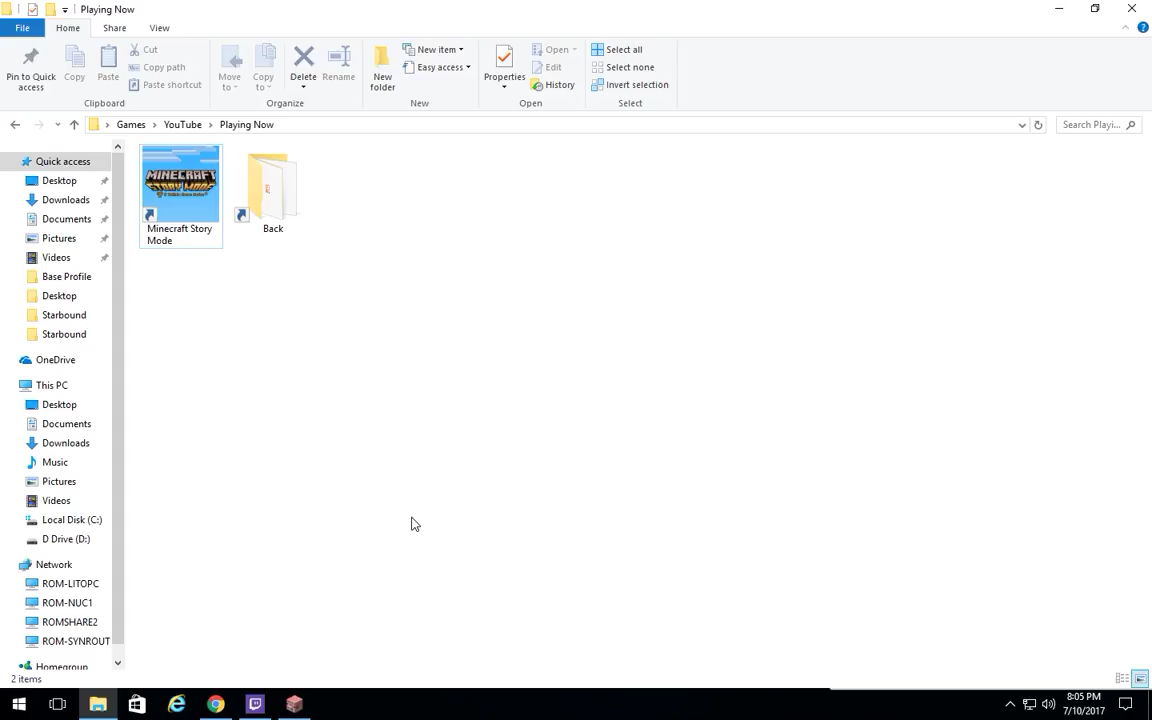 Playing Now
File Home Share View
Pin to Quick access
Copy
Paste
Cut
Copy path
Paste shortcut
Clipboard
Move to
Copy to
Delete
Rename
Organize
New folder
New item
Easy access
New
Properties
Open
Edit
History
Open
Select all
Select none
Invert selection
Select
Games YouTube Playing Now
Search Playi...
Quick access
Desktop
Downloads
Documents
Pictures
Videos
Base Profile
Desktop
Starbound
Starbound
OneDrive
This PC
Desktop
Documents
Downloads
Music
Pictures
Videos
Local Disk (C:)
D Drive (D:)
Network
ROM-LITOPC
ROM-NUC1
ROMSHARE2
ROM-SYNROUT
Homegroup
MINECRAFT
STORY MODE
Minecraft Story
Mode
Back
2 items
8:05 PM
7/10/2017